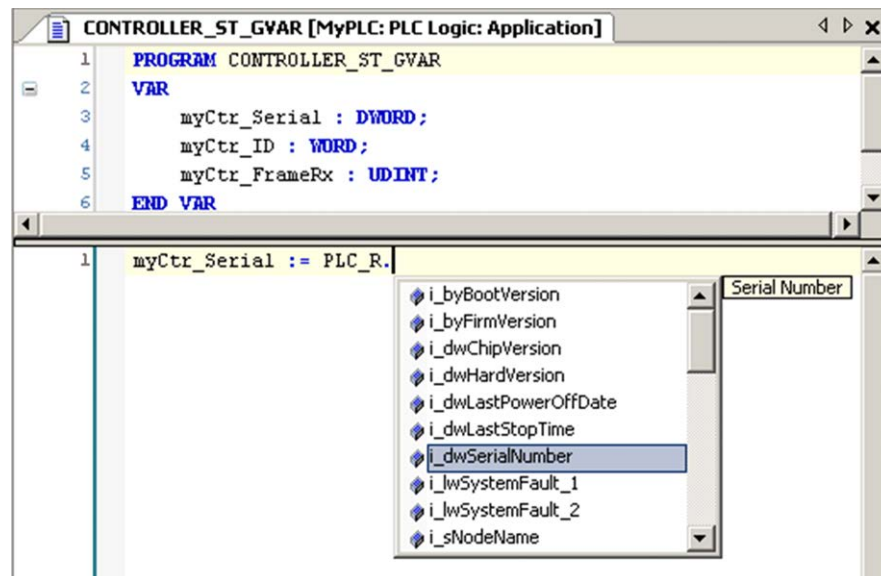 CONTROLLER_ST_GVAR [MyPLC: PLC Logic: Application]
1 PROGRAM CONTROLLER_ST_GVAR
2 VAR
3 myCtr_Serial : DWORD;
4 myCtr_ID : WORD;
5 myCtr_FrameRx : UDINT;
6 END_VAR
1 myCtr_Serial := PLC_R.
i_byBootVersion
i_byFirmVersion
i_dwChipVersion
i_dwHardVersion
i_dwLastPowerOffDate
i_dwLastStopTime
i_dwSerialNumber
Serial Number
i_lwSystemFault_1
i_lwSystemFault_2
i_sNodeName